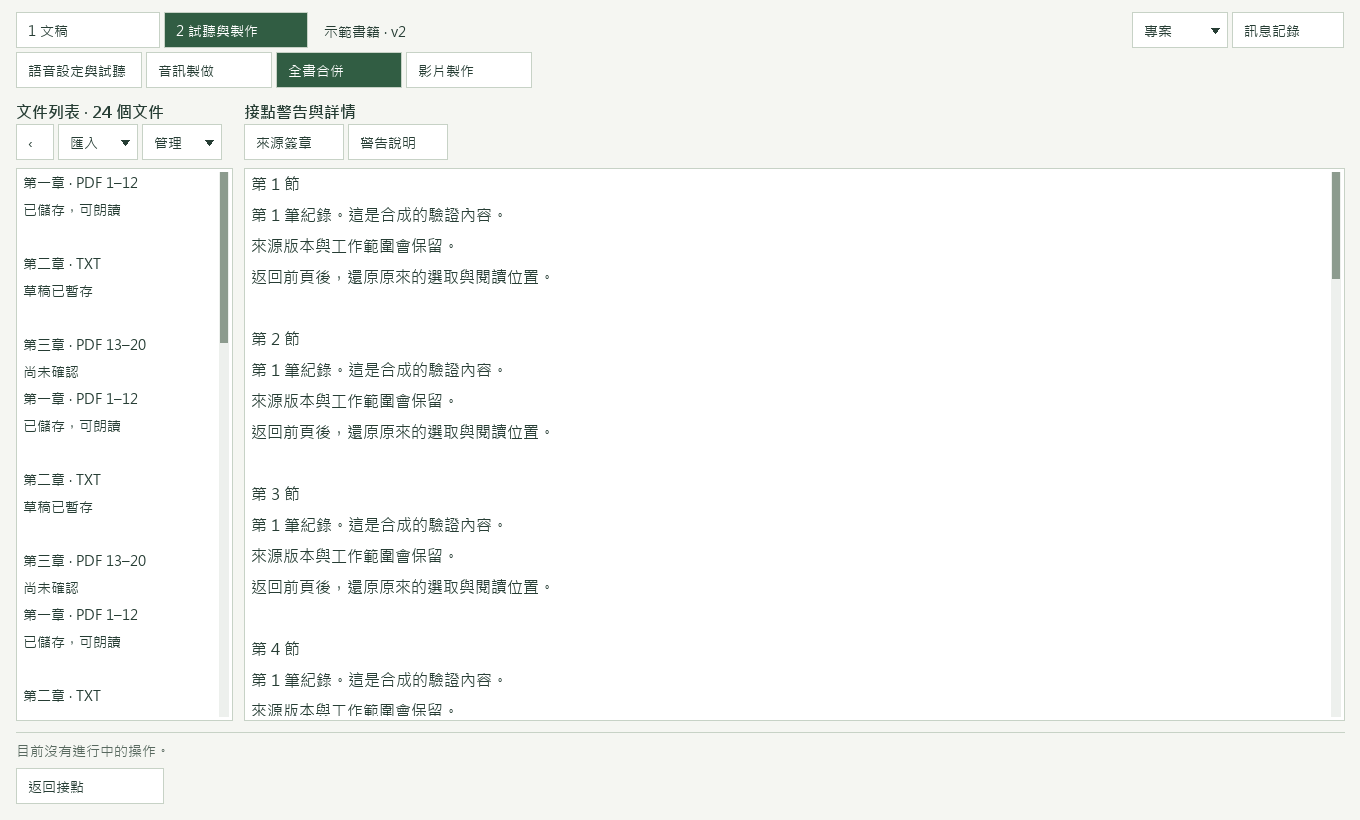 1 文稿
2 試聽與製作
示範書籍 · v2
專案
訊息記錄
語音設定與試聽
音訊製做
全書合併
影片製作
文件列表 · 24 個文件
接點警告與詳情
‹
匯入
管理
來源簽章
警告說明
第一章 · PDF 1–12
已儲存，可朗讀
第二章 · TXT
草稿已暫存
第三章 · PDF 13–20
尚未確認
第一章 · PDF 1–12
已儲存，可朗讀
第二章 · TXT
草稿已暫存
第三章 · PDF 13–20
尚未確認
第一章 · PDF 1–12
已儲存，可朗讀
第二章 · TXT
第 1 節
第 1 筆紀錄。這是合成的驗證內容。
來源版本與工作範圍會保留。
返回前頁後，還原原來的選取與閱讀位置。
第 2 節
第 1 筆紀錄。這是合成的驗證內容。
來源版本與工作範圍會保留。
返回前頁後，還原原來的選取與閱讀位置。
第 3 節
第 1 筆紀錄。這是合成的驗證內容。
來源版本與工作範圍會保留。
返回前頁後，還原原來的選取與閱讀位置。
第 4 節
第 1 筆紀錄。這是合成的驗證內容。
來源版本與工作範圍會保留。
目前沒有進行中的操作。
返回接點